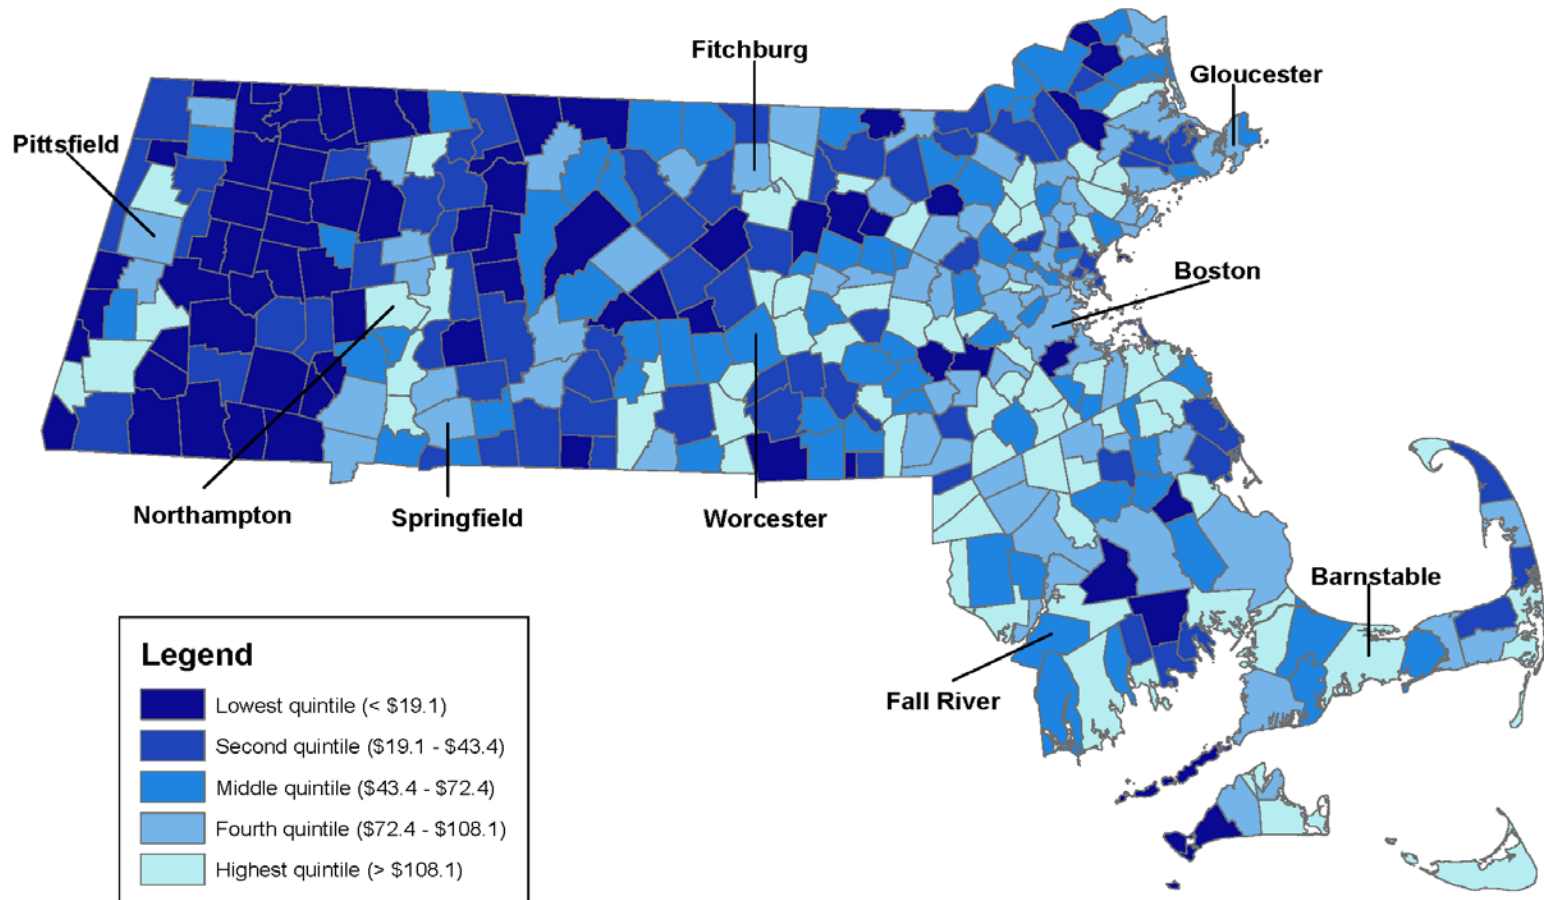 Fitchburg
Gloucester
Pittsfield
Boston
Northampton
Springfield
Worcester
Barnstable
Fall River
Legend
Lowest quintile (< $19.1)
Second quintile ($19.1 - $43.4)
Middle quintile ($43.4 - $72.4)
Fourth quintile ($72.4 - $108.1)
Highest quintile (> $108.1)